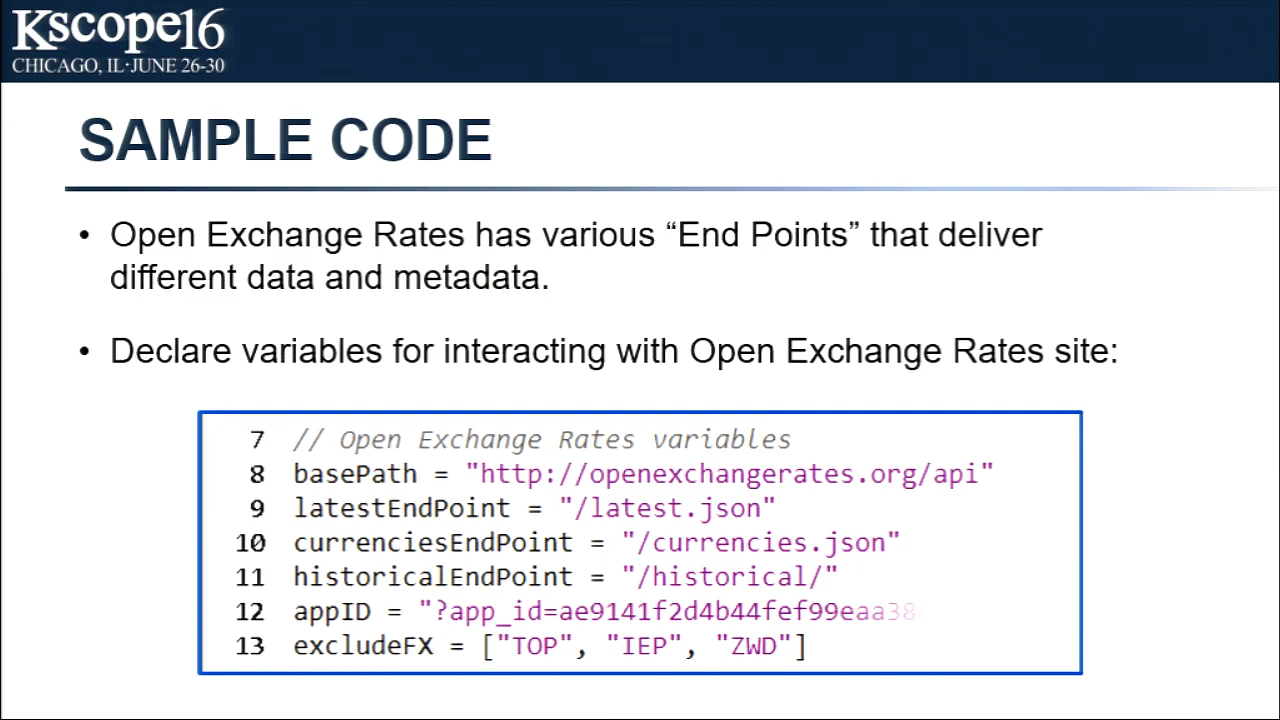 Kscope16
CHICAGO, IL·JUNE 26-30
SAMPLE CODE
• Open Exchange Rates has various “End Points” that deliver
different data and metadata.
• Declare variables for interacting with Open Exchange Rates site:
7 // Open Exchange Rates variables
8 basePath = "http://openexchangerates.org/api"
9 latestEndPoint = "/latest.json"
10 currenciesEndPoint = "/currencies.json"
11 historicalEndPoint = "/historical/"
12 appID = "?app_id=ae9141f2d4b44fef99eaa38
13 excludeFX = ["TOP", "IEP", "ZWD"]